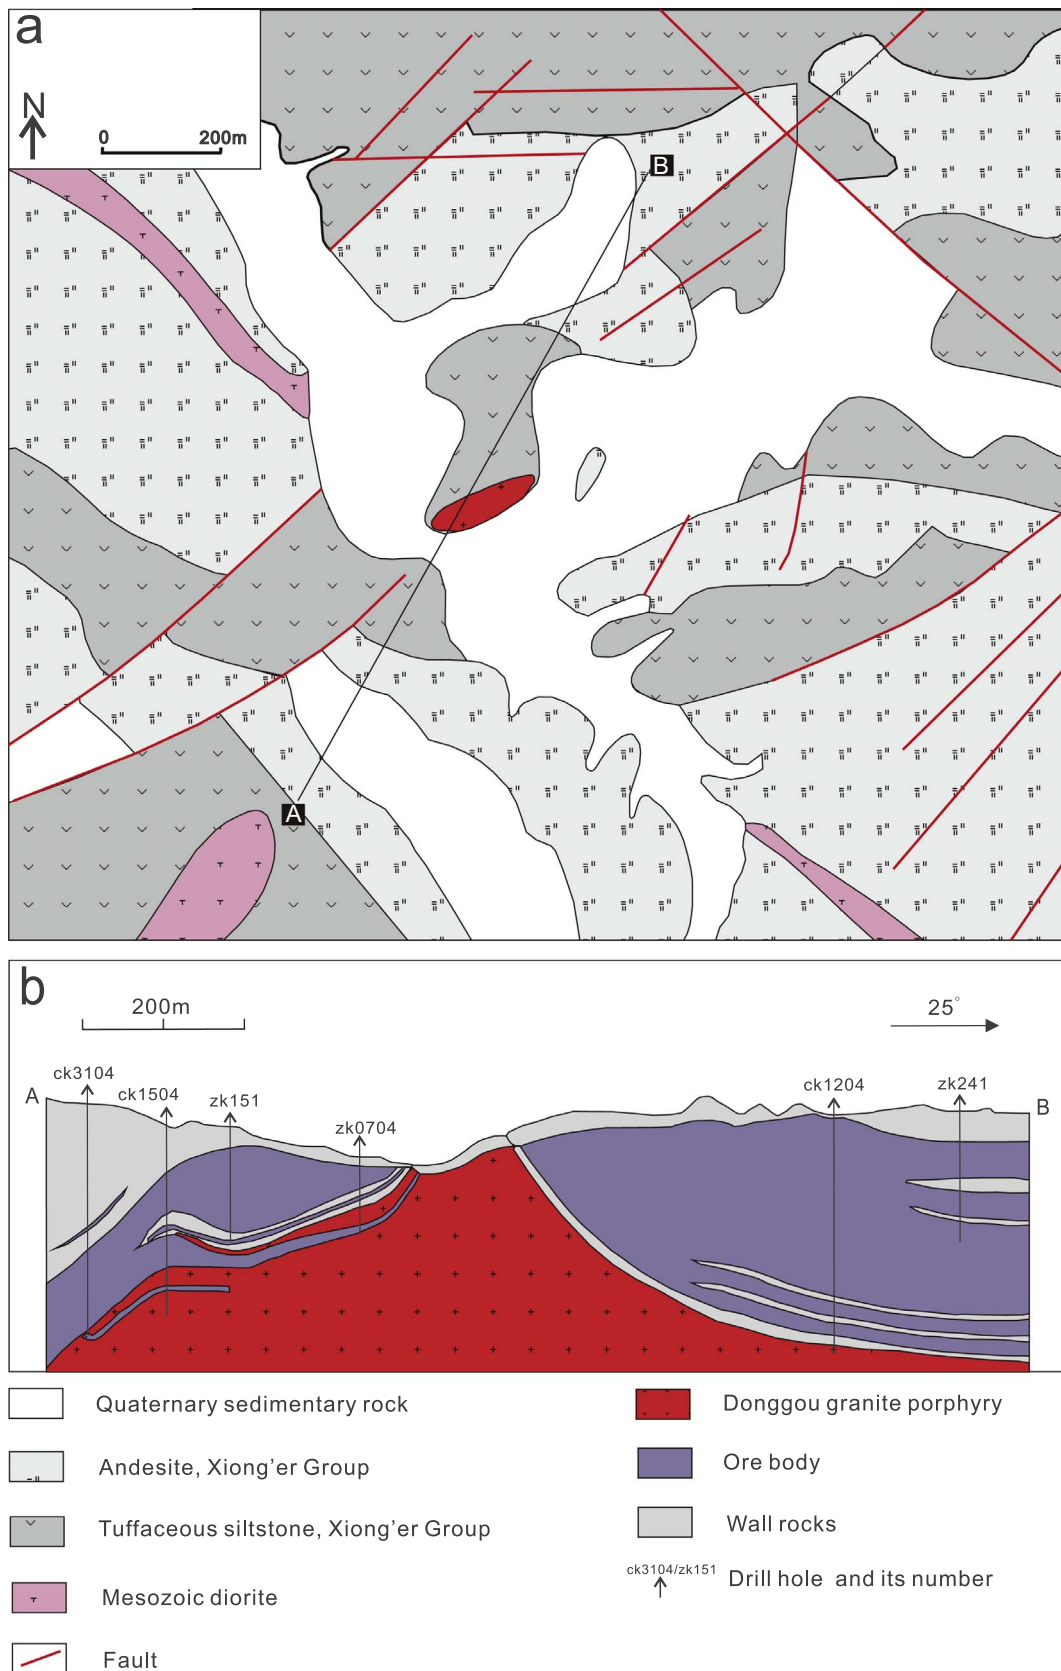 a
N
0 200m
B
A
b
200m
25°
ck3104
ck1504
zk151
zk0704
ck1204
zk241
A
B
Quaternary sedimentary rock
Donggou granite porphyry
Andesite, Xiong'er Group
Ore body
Tuffaceous siltstone, Xiong'er Group
Wall rocks
ck3104/zk151
Drill hole and its number
Mesozoic diorite
Fault